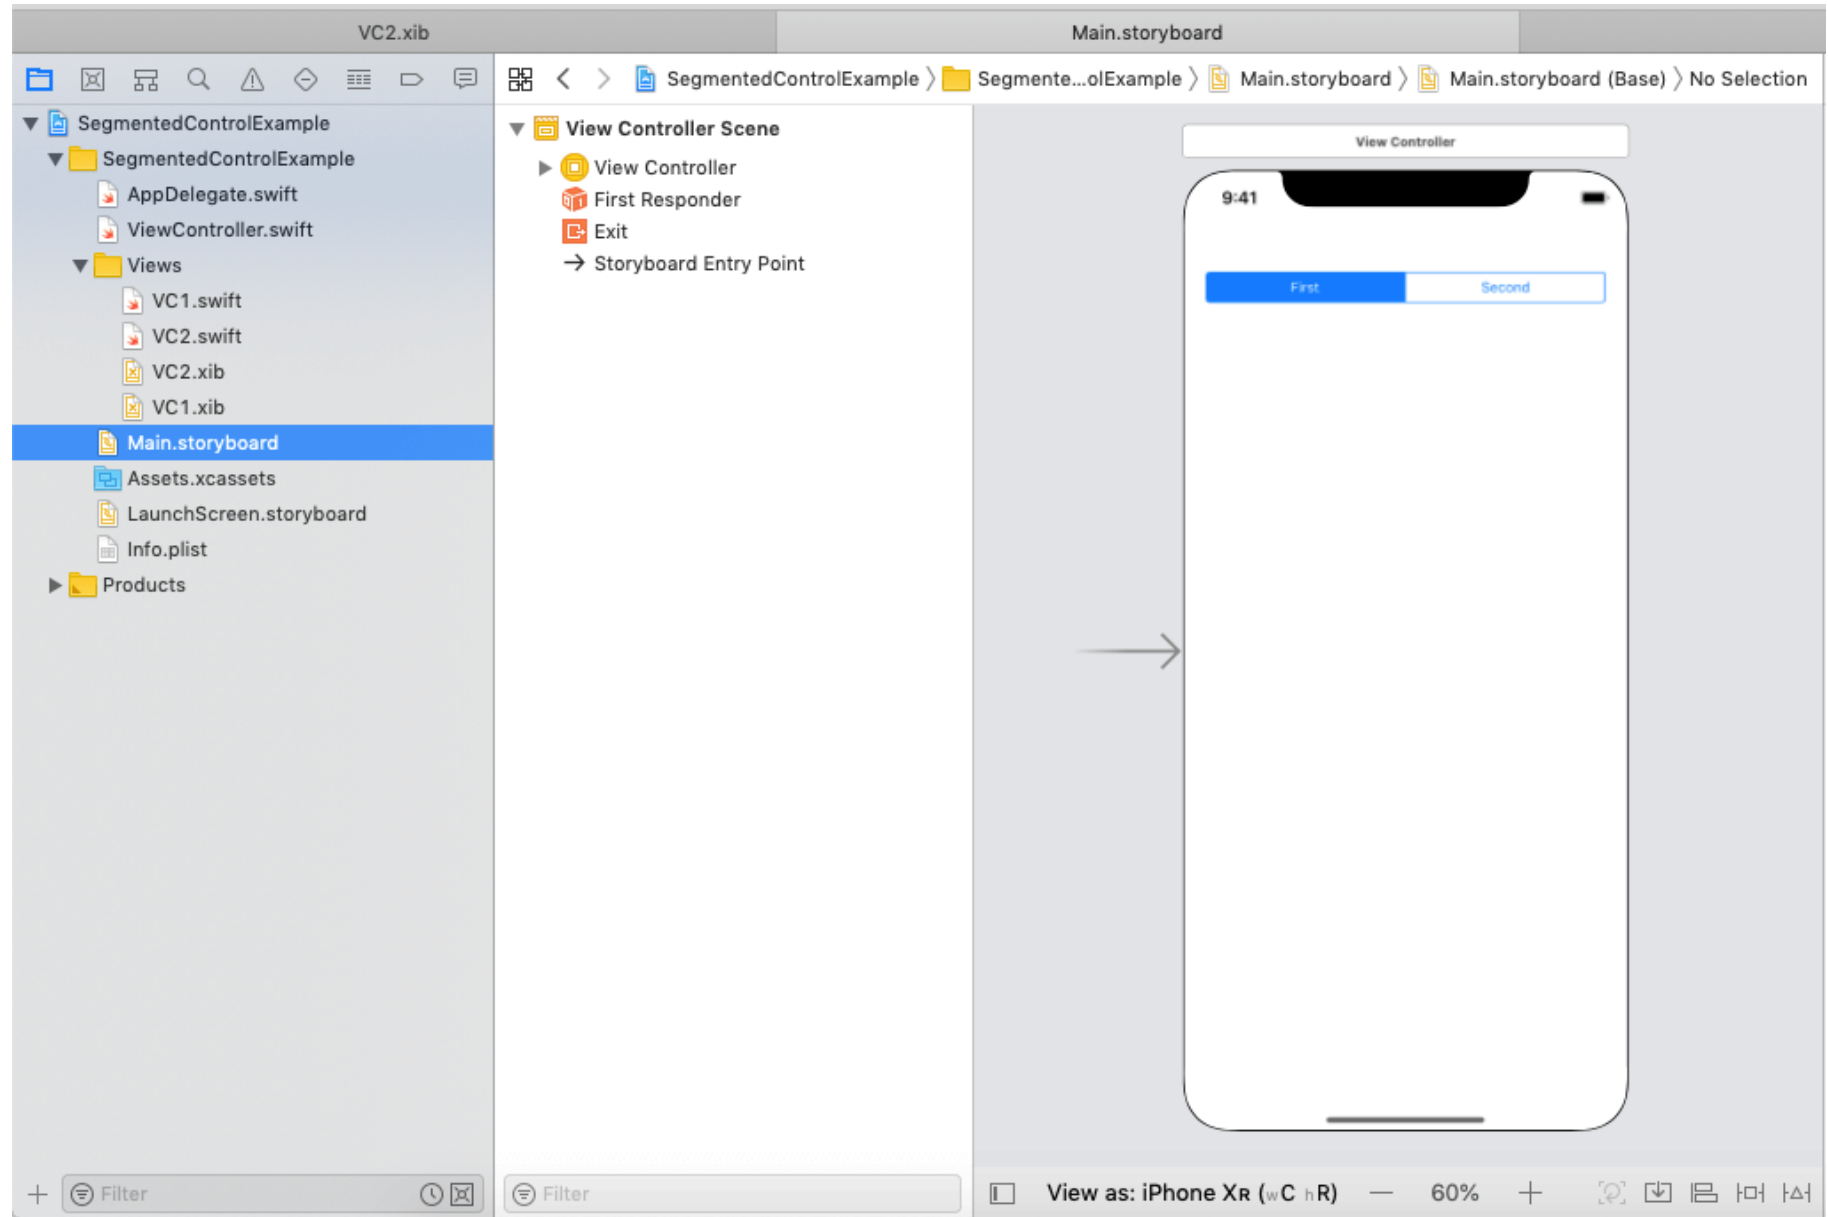 VC2.xib
Main.storyboard
SegmentedControlExample
Segmente...olExample
Main.storyboard
Main.storyboard (Base)
No Selection
SegmentedControlExample
SegmentedControlExample
AppDelegate.swift
ViewController.swift
Views
VC1.swift
VC2.swift
VC2.xib
VC1.xib
Main.storyboard
Assets.xcassets
LaunchScreen.storyboard
Info.plist
Products
Filter
View Controller Scene
View Controller
First Responder
Exit
Storyboard Entry Point
Filter
View Controller
9:41
First
Second
View as: iPhone XR (wC hR)
60%